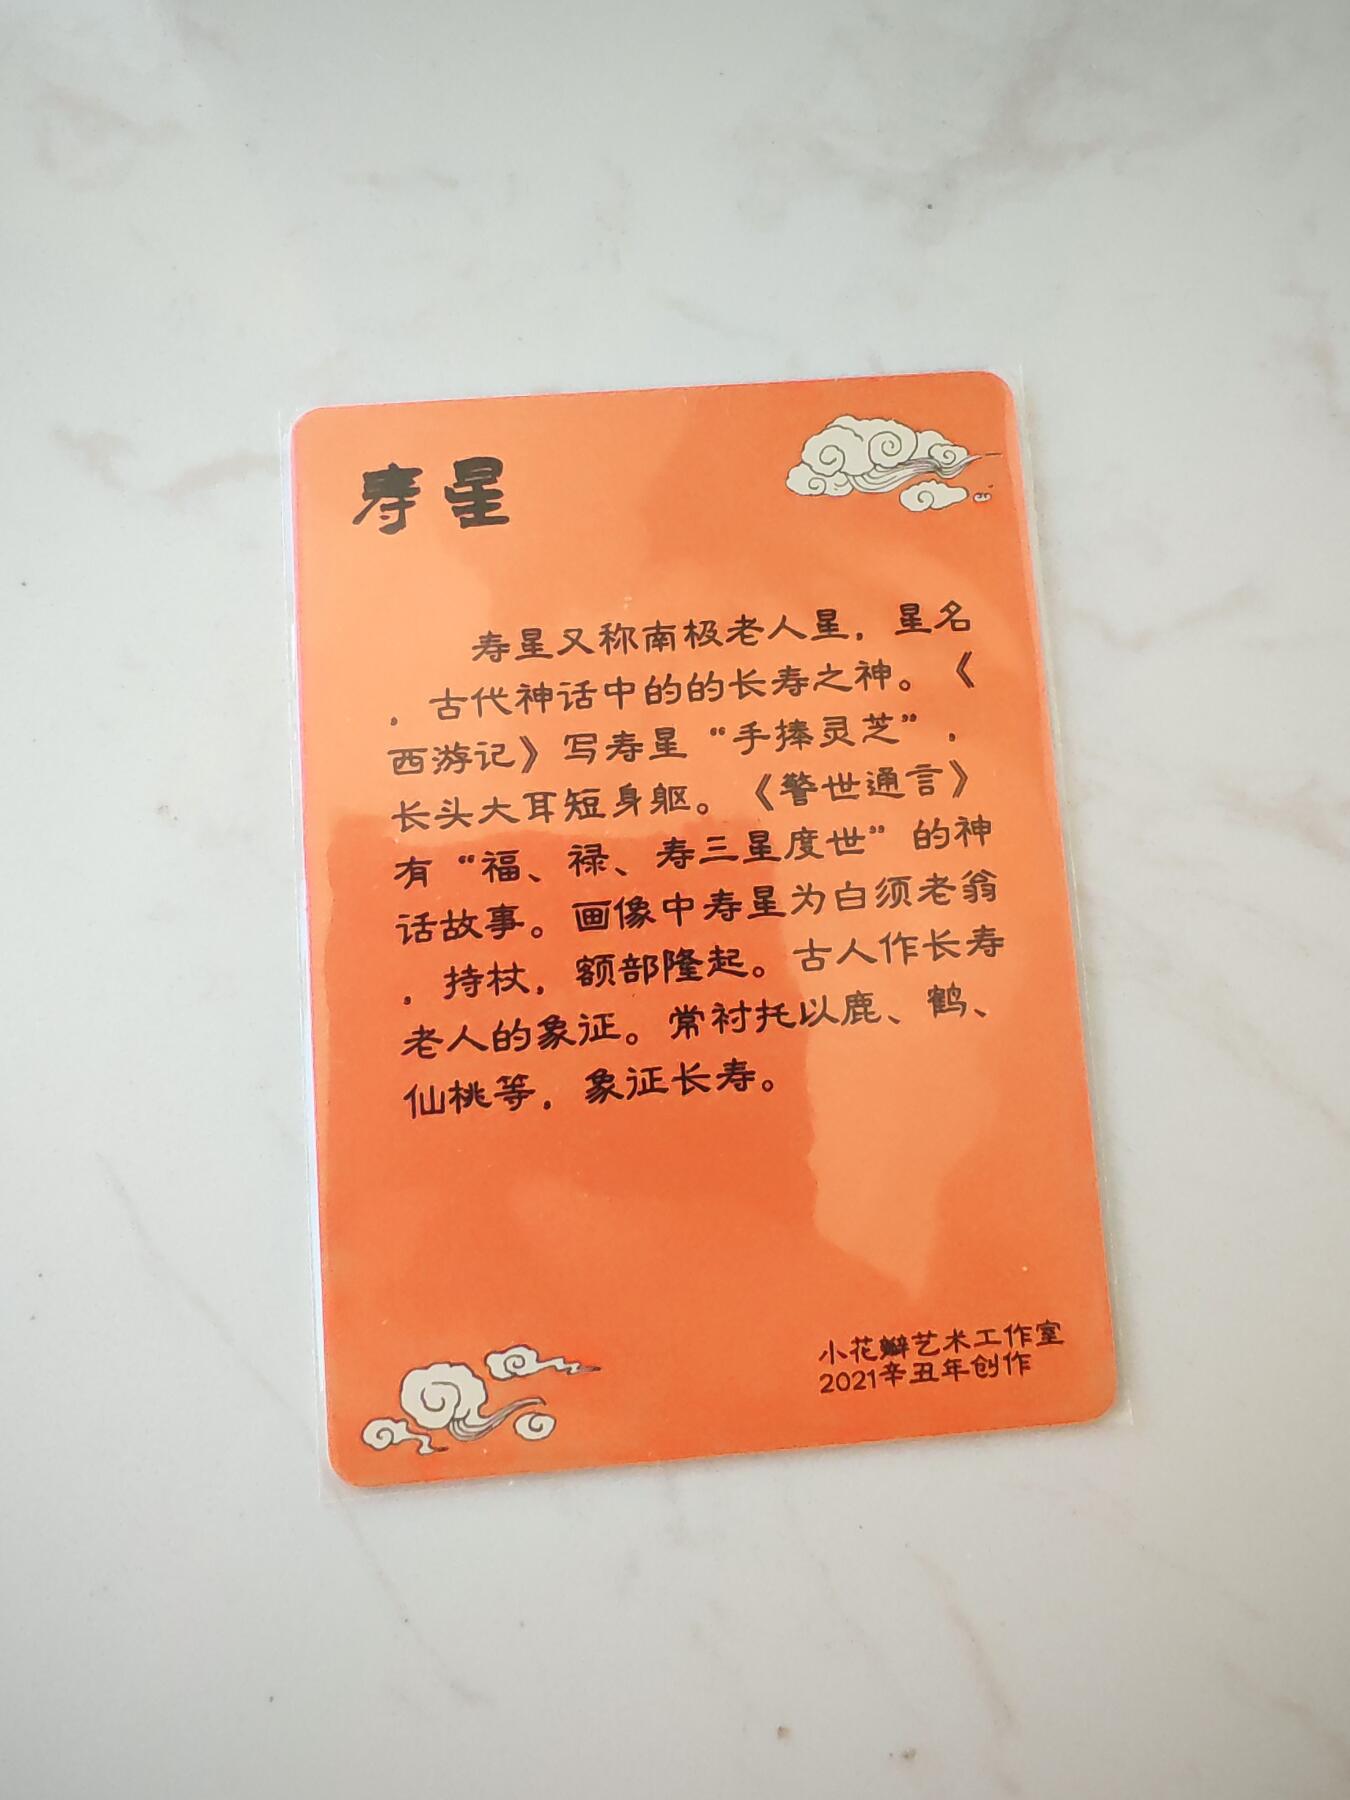 寿星
寿星又称南极老人星，星名
，古代神话中的的长寿之神。《
西游记》写寿星“手捧灵芝”，
长头大耳短身躯。《警世通言》
有“福、禄、寿三星度世”的神
话故事。画像中寿星为白须老翁
，持杖，额部隆起。古人作长寿
老人的象征。常衬托以鹿、鹤、
仙桃等，象征长寿。
小花瓣艺术工作室
2021辛丑年创作